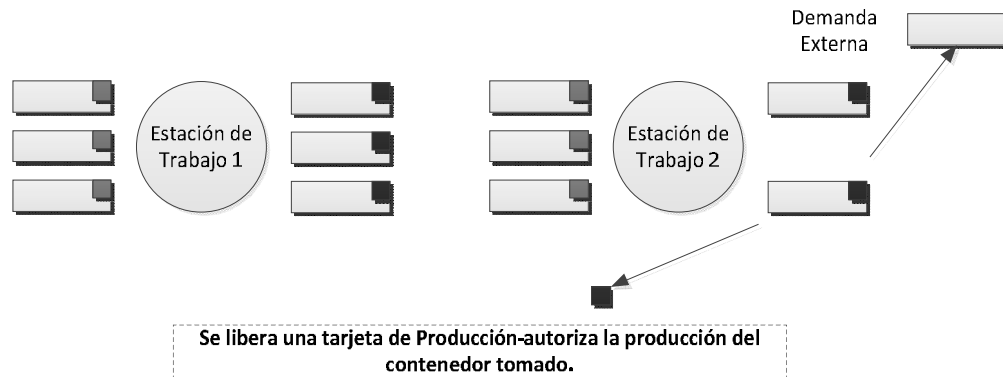 Demanda
Externa
Estación de
Trabajo 1
Estación de
Trabajo 2
Se libera una tarjeta de Producción-autoriza la producción del
contenedor tomado.